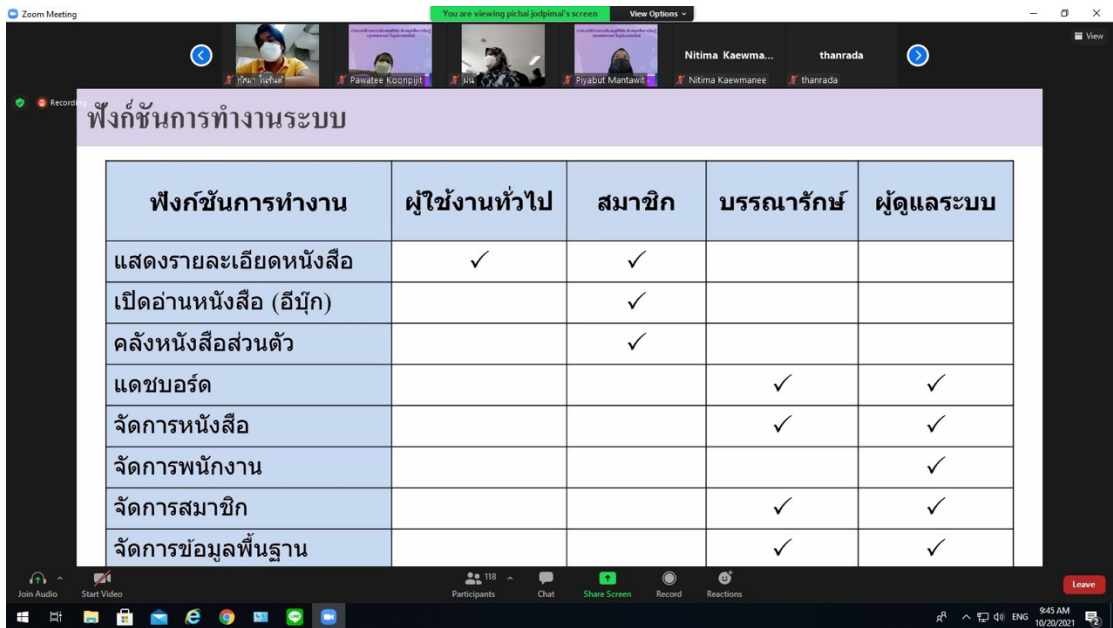 Zoom Meeting
You are viewing pichai jodpimai's screen
View Options
View
Pawatee Koonpijit
Piyabut Mantawit
Nitima Kaewma...
Nitima Kaewmanee
thanrada
thanrada
Recording
ฟังก์ชันการทำงานระบบ
ฟังก์ชันการทำงาน ผู้ใช้งานทั่วไป สมาชิก บรรณารักษ์ ผู้ดูแลระบบ
แสดงรายละเอียดหนังสือ ✓ ✓
เปิดอ่านหนังสือ (อีบุ๊ก) ✓
คลังหนังสือส่วนตัว ✓
แดชบอร์ด ✓ ✓
จัดการหนังสือ ✓ ✓
จัดการพนักงาน ✓
จัดการสมาชิก ✓ ✓
จัดการข้อมูลพื้นฐาน ✓ ✓
Join Audio
Start Video
118
Participants
Chat
Share Screen
Record
Reactions
Leave
ENG
9:45 AM
10/20/2021